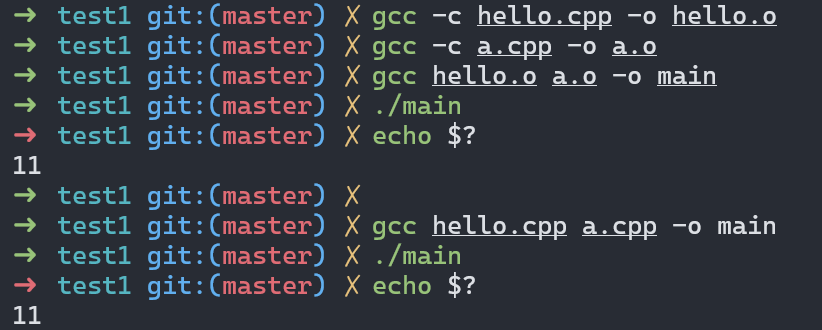 ➜ test1 git:(master) ✗ gcc -c hello.cpp -o hello.o
➜ test1 git:(master) ✗ gcc -c a.cpp -o a.o
➜ test1 git:(master) ✗ gcc hello.o a.o -o main
➜ test1 git:(master) ✗ ./main
➜ test1 git:(master) ✗ echo $?
11
➜ test1 git:(master) ✗
➜ test1 git:(master) ✗ gcc hello.cpp a.cpp -o main
➜ test1 git:(master) ✗ ./main
➜ test1 git:(master) ✗ echo $?
11